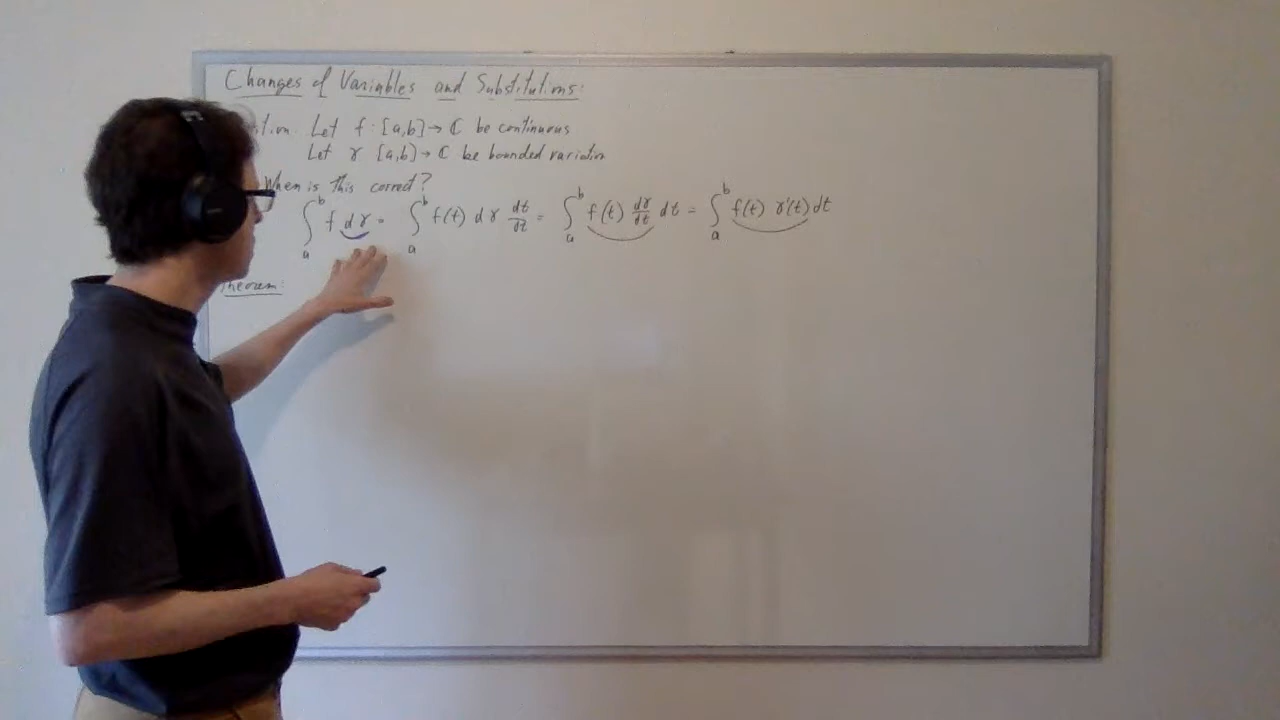 Changes of Variables and Substitutions:
Let f: [a,b] → ℂ be continuous
Let γ [a,b] → ℂ be bounded variation
When is this correct?
∫_a^b f dγ = ∫_a^b f(t) dγ dt/dt = ∫_a^b f(t) dγ/dt dt = ∫_a^b f(t) γ'(t) dt
Theorem: